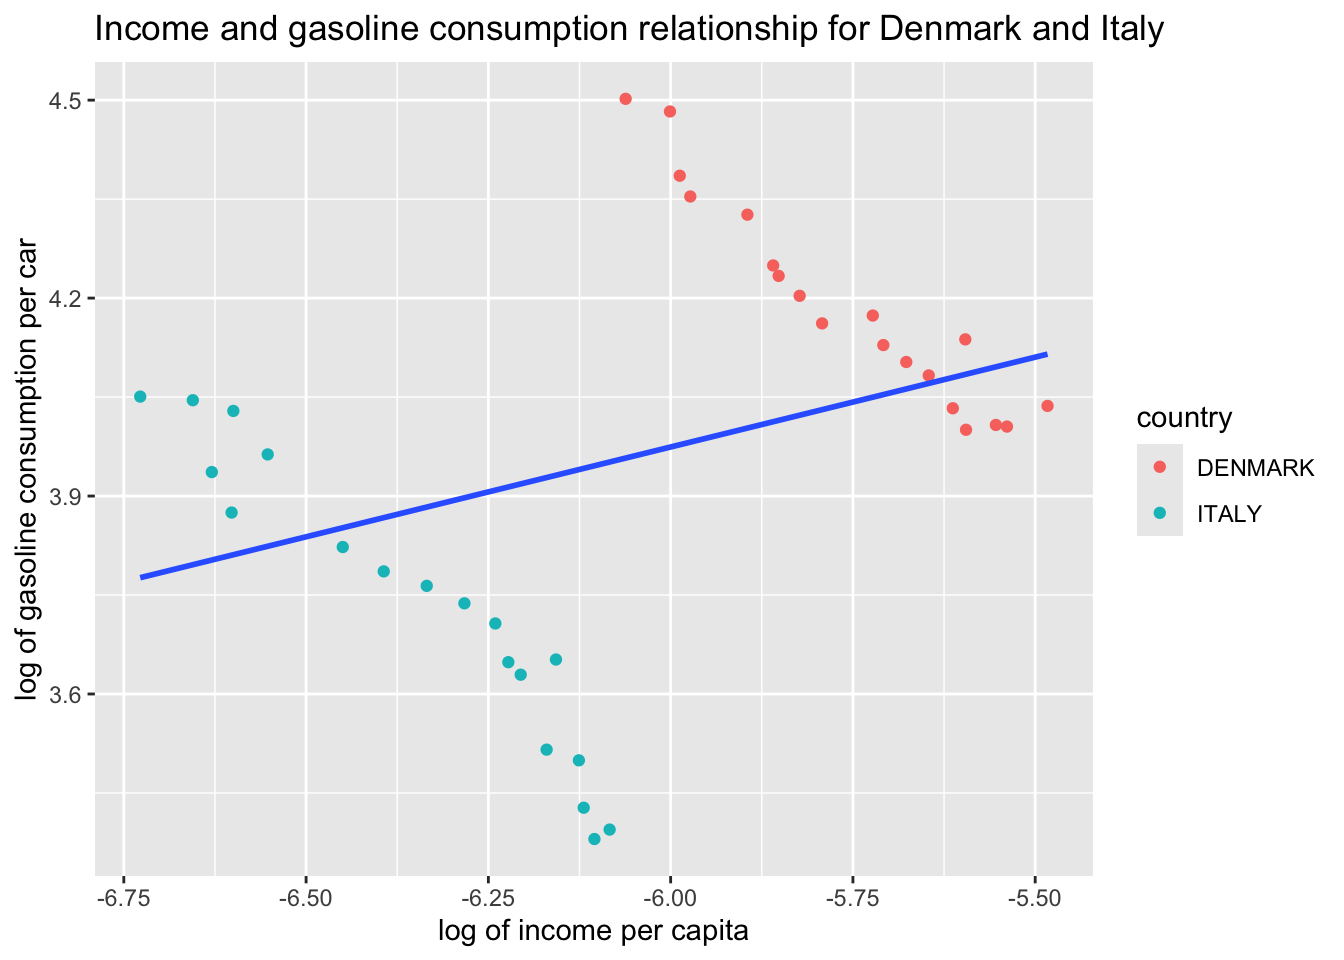 Income and gasoline consumption relationship for Denmark and Italy
4.5
4.2
3.9
3.6
log of gasoline consumption per car
-6.75 -6.50 -6.25 -6.00 -5.75 -5.50
log of income per capita
country
DENMARK
ITALY